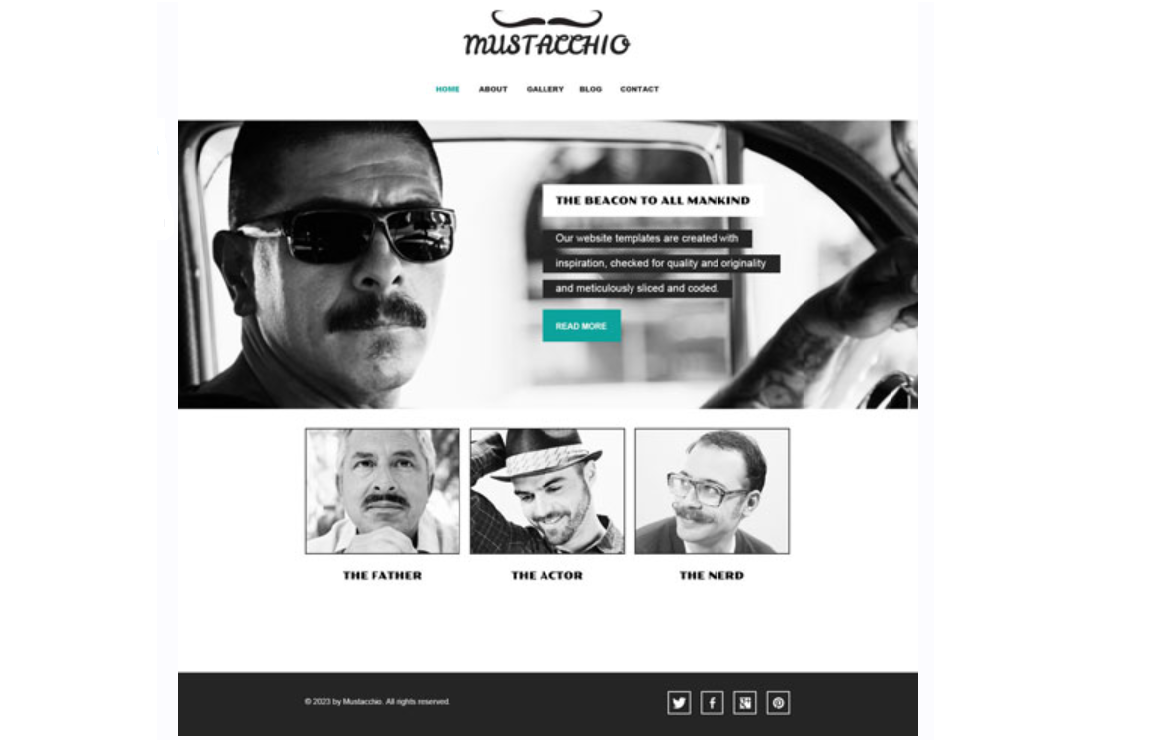 MUSTACCHIO
HOME ABOUT GALLERY BLOG CONTACT
THE BEACON TO ALL MANKIND
Our website templates are created with
inspiration, checked for quality and originality
and meticulously sliced and coded.
READ MORE
THE FATHER THE ACTOR THE NERD
© 2023 by Mustacchio. All rights reserved.